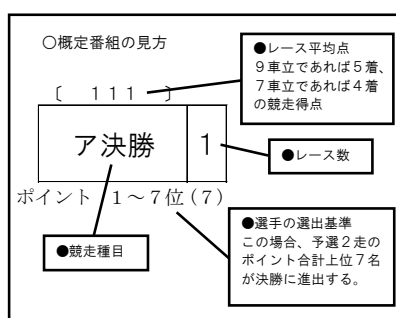 ○概定番組の見方
●レース平均点
９車立であれば５着、
７車立であれば４着
の競走得点
〔　１１１　〕
ア決勝
1
●レース数
ポイント　１～７位(７)
●競走種目
●選手の選出基準
この場合、予選２走の
ポイント合計上位７名
が決勝に進出する。